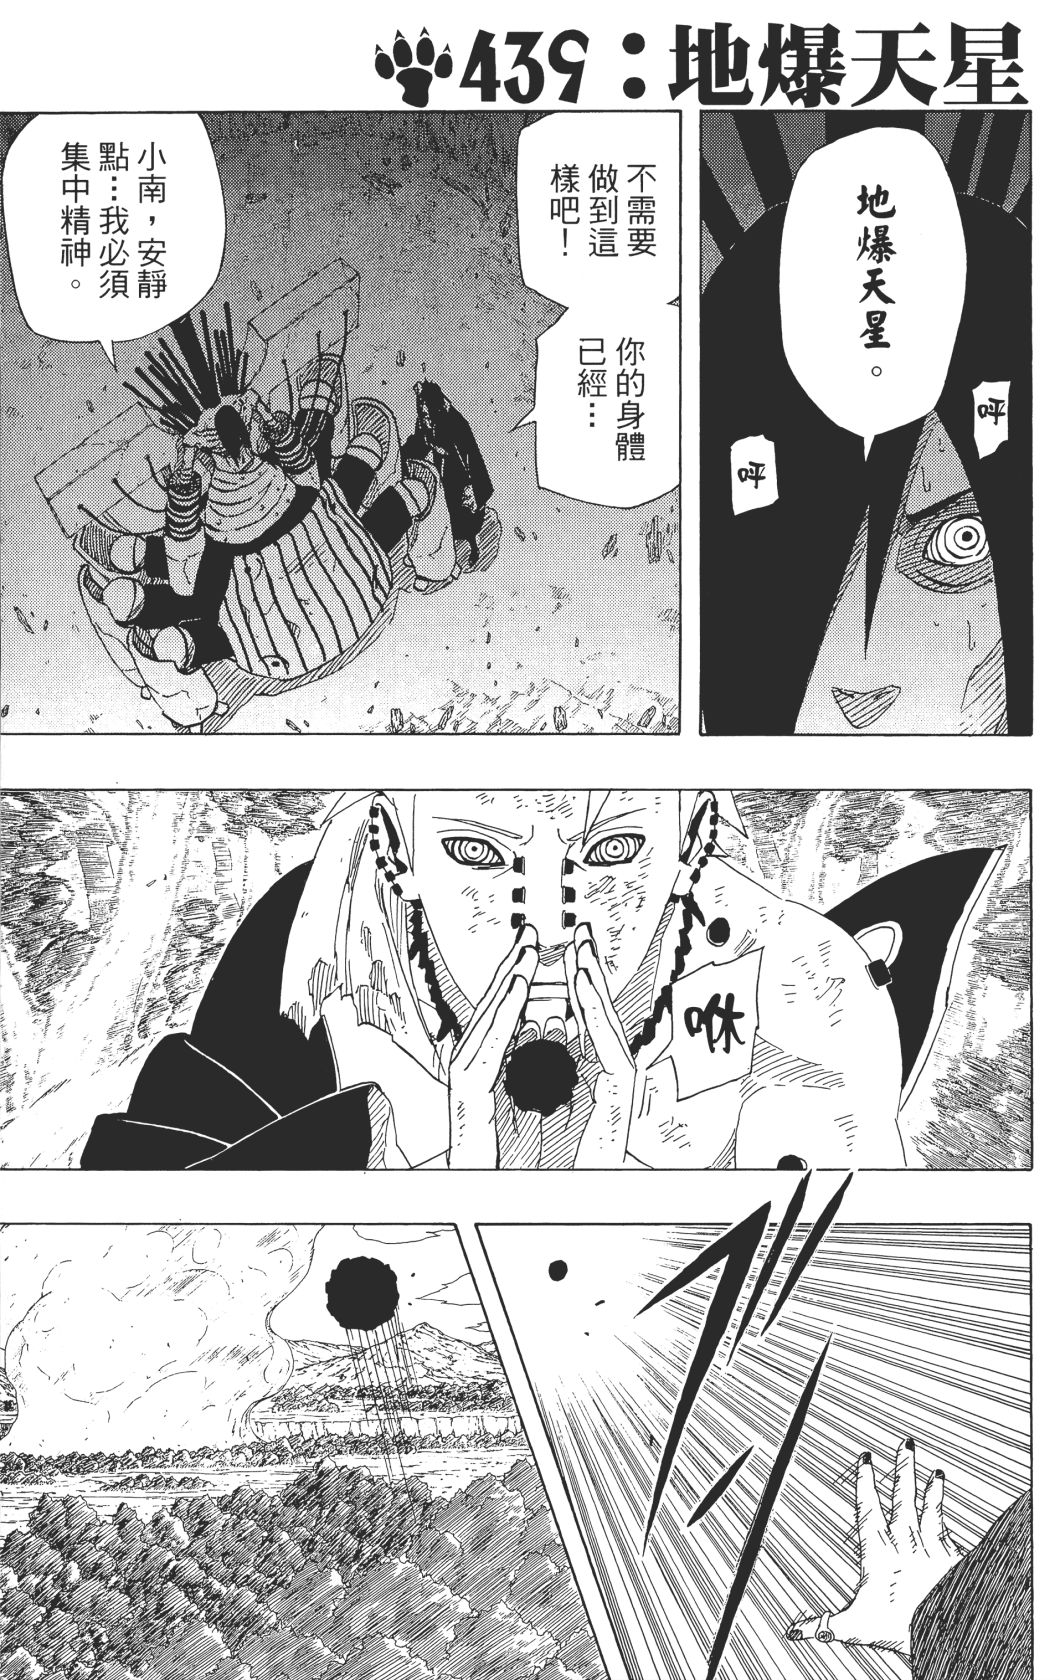 439：地爆天星
地爆天星。
呼
呼
不需要
做到這
樣吧！
你的身體
已經…
小南，安靜
點…我必須
集中精神。
咻